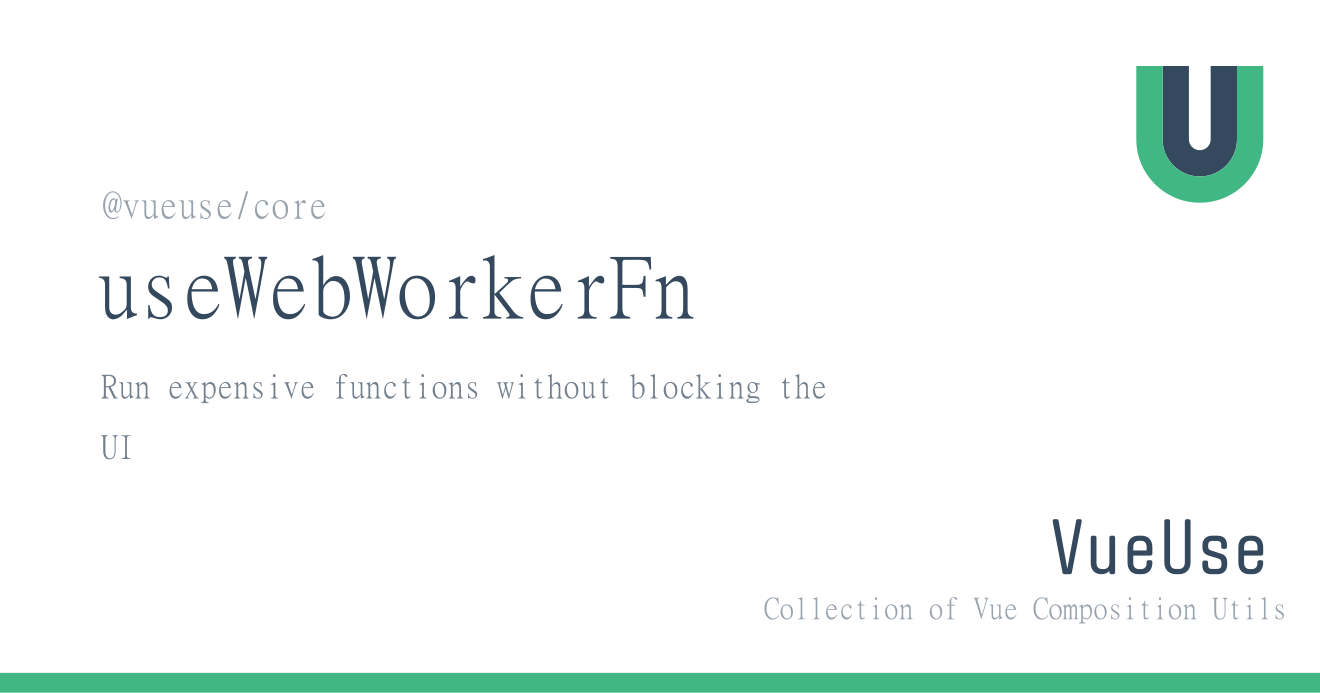 @vueuse/core
useWebWorkerFn
Run expensive functions without blocking the
UI
VueUse
Collection of Vue Composition Utils